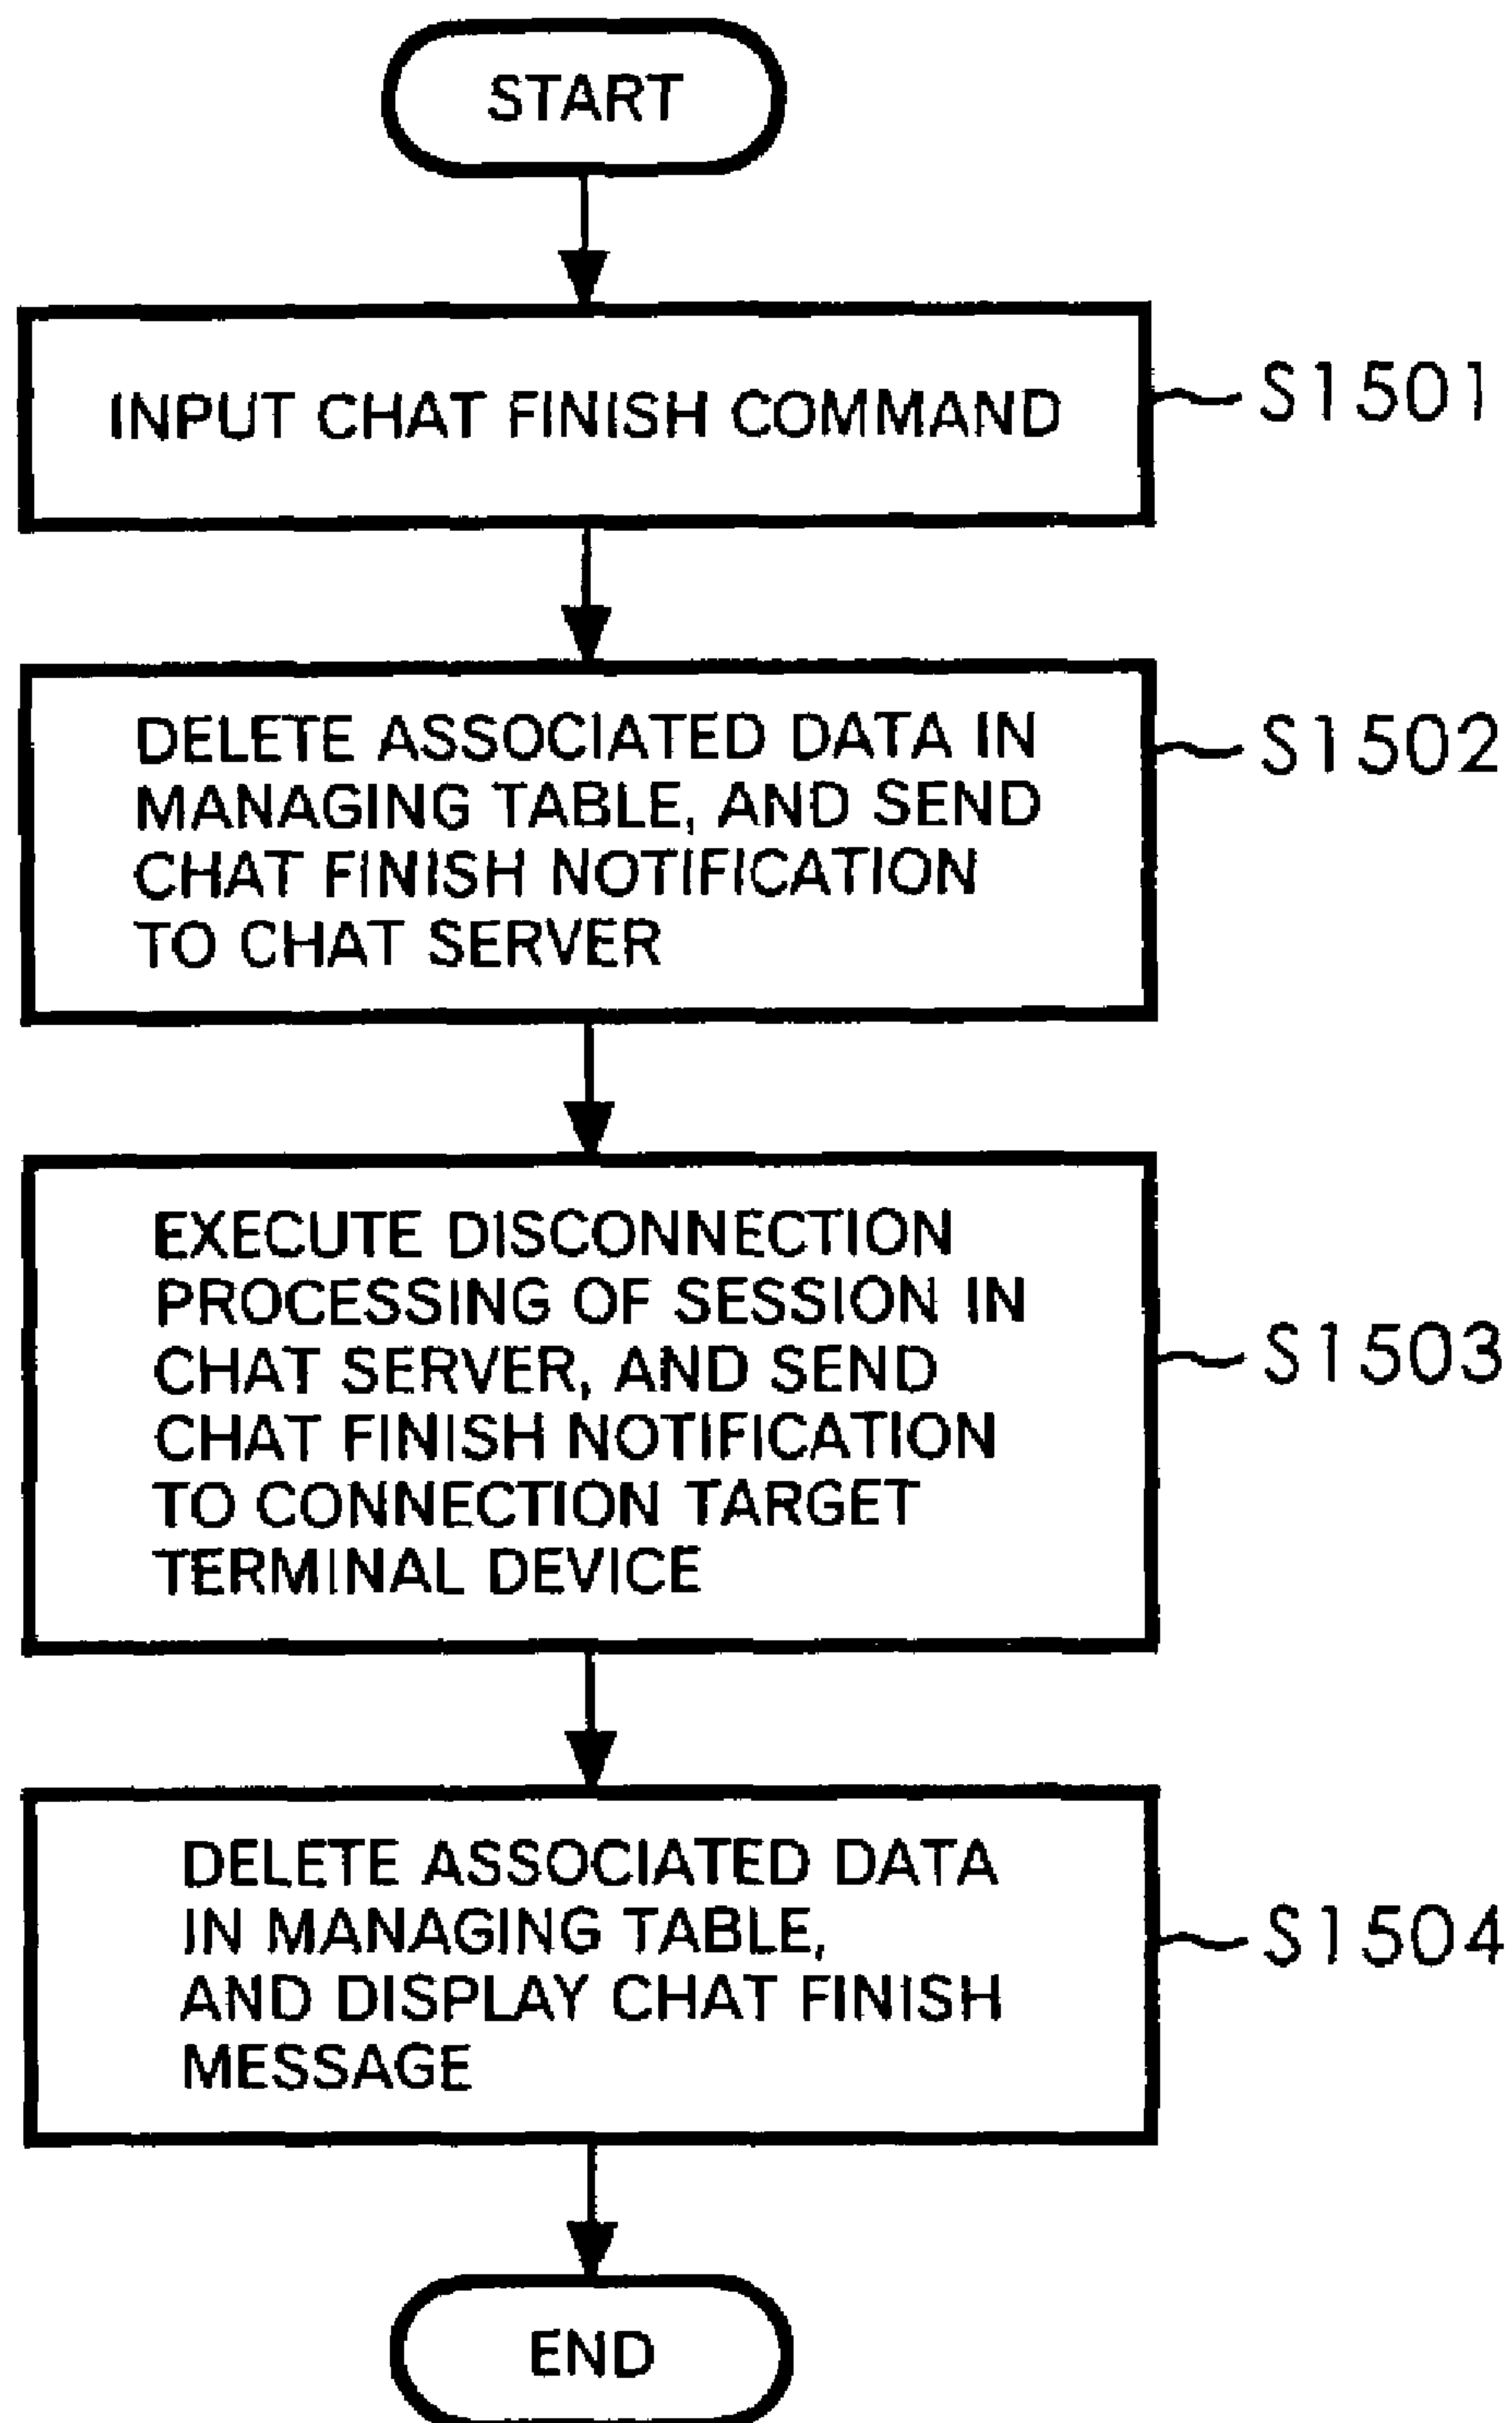 START
INPUT CHAT FINISH COMMAND
S1501
DELETE ASSOCIATED DATA IN
MANAGING TABLE, AND SEND
CHAT FINISH NOTIFICATION
TO CHAT SERVER
S1502
EXECUTE DISCONNECTION
PROCESSING OF SESSION IN
CHAT SERVER, AND SEND
CHAT FINISH NOTIFICATION
TO CONNECTION TARGET
TERMINAL DEVICE
S1503
DELETE ASSOCIATED DATA
IN MANAGING TABLE,
AND DISPLAY CHAT FINISH
MESSAGE
S1504
END